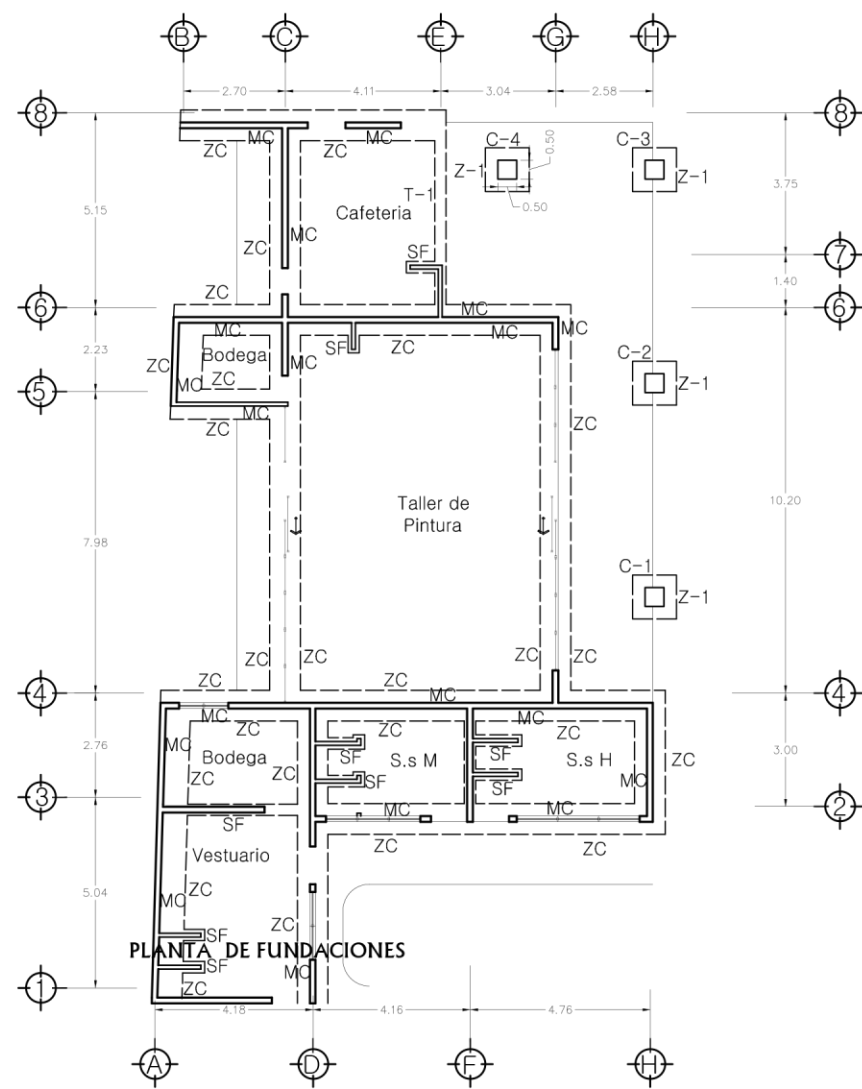 B C E G H
2.70 4.11 3.04 2.58
8 8
C-4 C-3
MC MC
ZC ZC
Z-1 0.50 Z-1
3.75
T-1
0.50
5.15
Cafeteria
MC
ZC SF
7
ZC
1.40
6 MC 6
MC MC MC
Bodega
2.23 SF ZC
ZC MC C-2
ZC
5 MC Z-1
MC
ZC ZC
Taller de
Pintura
10.20
7.98
C-1
Z-1
ZC ZC ZC ZC
ZC ZC
4 MC 4
MC MC
ZC ZC ZC
MC
2.76 Bodega S.s M S.s H ZC 3.00
SF SF
ZC ZC SF SF MC
3 2
MC MC
SF
ZC ZC
Vestuario
5.04 ZC
MC
ZC
SF
PLANTA DE FUNDACIONES
SF MC
1 ZC
4.18 4.16 4.76
A D F H